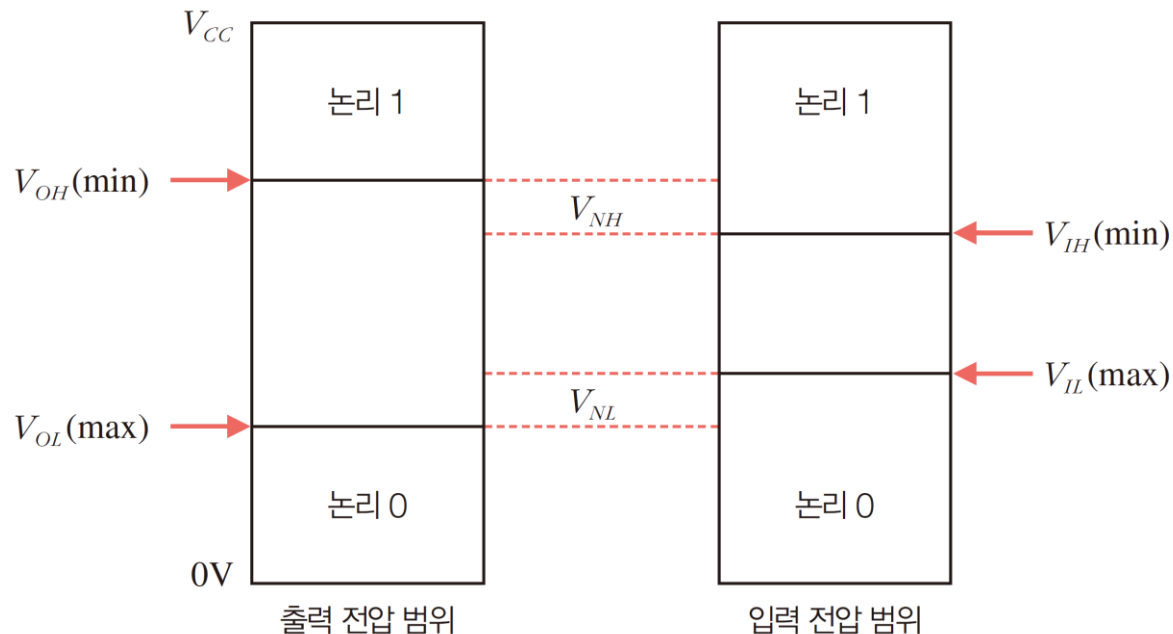 V_CC
논리 1
논리 1
V_OH(min)
V_NH
V_IH(min)
V_IL(max)
V_NL
V_OL(max)
논리 0
논리 0
0V
출력 전압 범위
입력 전압 범위